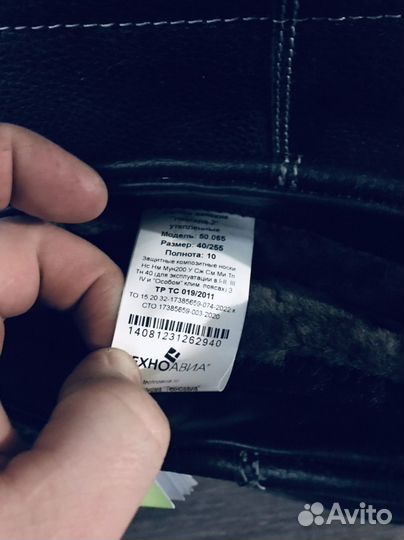 утепленные
Модель: 50.065
Размер: 40/255
Полнота: 10
Защитные композитные носки
Нс Нм Мун200 У Сж См Ми Тп
Тн 40 (для эксплуатации в I-II, III
IV и "Особом" клим. поясах) З
ТР ТС 019/2011
ТО 15.20.32-17385659-074-2022,к
СТО 17385659-003-2020
14081231262940
ЕХНОАВИА
Avito